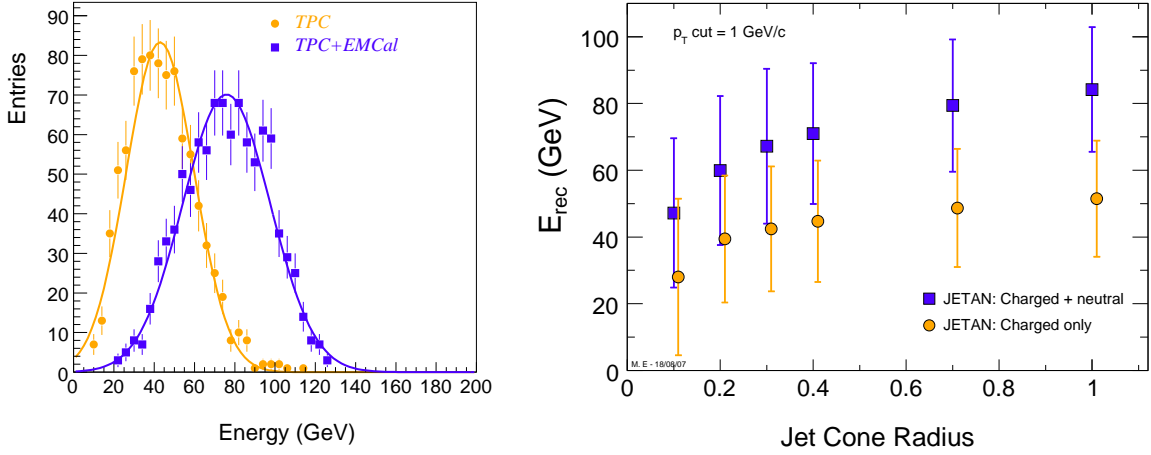 TPC
TPC+EMCal
Entries
90
80
70
60
50
40
30
20
10
0
0 20 40 60 80 100 120 140 160 180 200
Energy (GeV)
p_T cut = 1 GeV/c
E_rec (GeV)
100
80
60
40
20
0
JETAN: Charged + neutral
JETAN: Charged only
M. E - 18/08/07
0 0.2 0.4 0.6 0.8 1
Jet Cone Radius